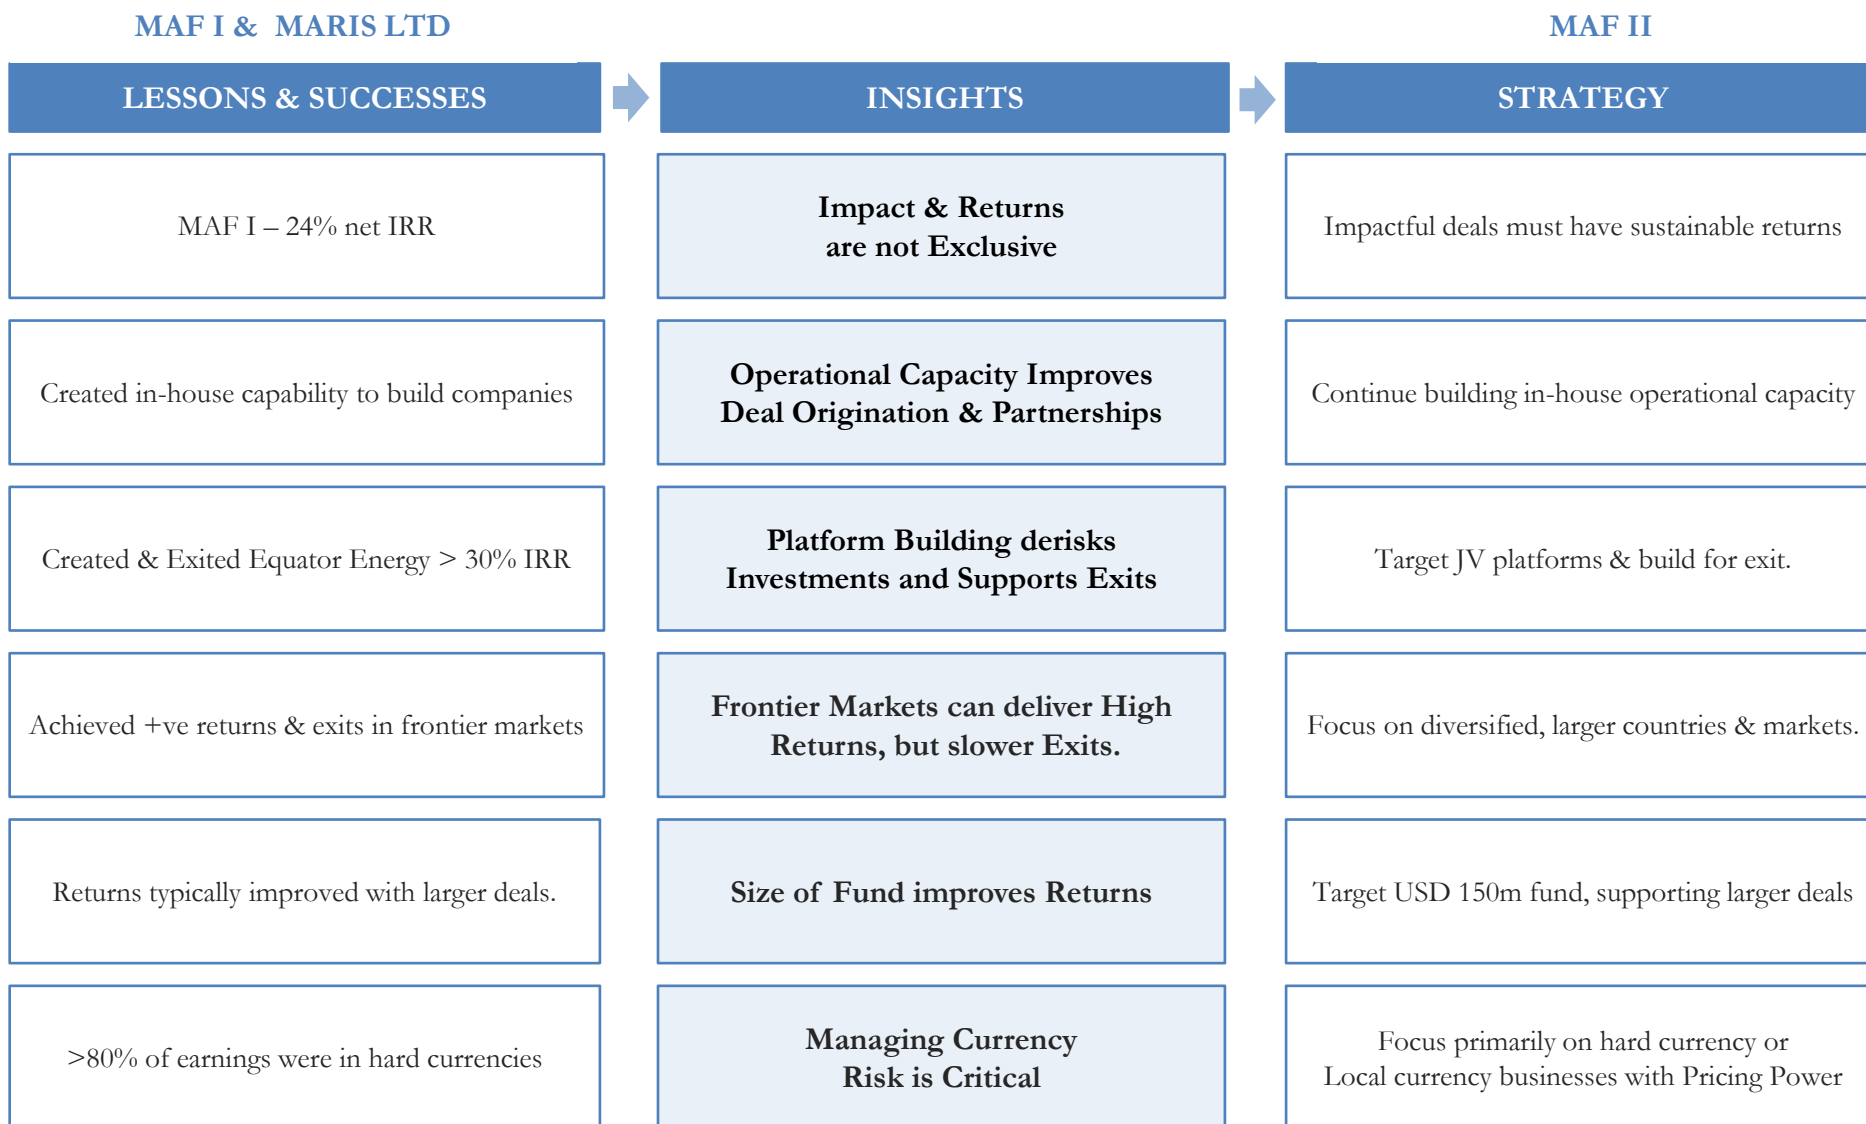 MAF I & MARIS LTD
MAF II
LESSONS & SUCCESSES
INSIGHTS
STRATEGY
MAF I – 24% net IRR
Impact & Returns
are not Exclusive
Impactful deals must have sustainable returns
Created in-house capability to build companies
Operational Capacity Improves
Deal Origination & Partnerships
Continue building in-house operational capacity
Created & Exited Equator Energy > 30% IRR
Platform Building derisks
Investments and Supports Exits
Target JV platforms & build for exit.
Achieved +ve returns & exits in frontier markets
Frontier Markets can deliver High
Returns, but slower Exits.
Focus on diversified, larger countries & markets.
Returns typically improved with larger deals.
Size of Fund improves Returns
Target USD 150m fund, supporting larger deals
>80% of earnings were in hard currencies
Managing Currency
Risk is Critical
Focus primarily on hard currency or
Local currency businesses with Pricing Power